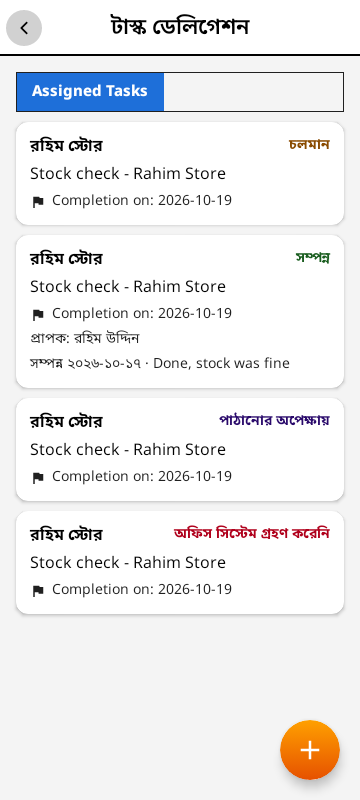 টাস্ক ডেলিগেশন
Assigned Tasks
রহিম স্টোর
চলমান
Stock check - Rahim Store
Completion on: 2026-10-19
রহিম স্টোর
সম্পন্ন
Stock check - Rahim Store
Completion on: 2026-10-19
প্রাপক: রহিম উদ্দিন
সম্পন্ন ২০২৬-১০-১৭ · Done, stock was fine
রহিম স্টোর
পাঠানোর অপেক্ষায়
Stock check - Rahim Store
Completion on: 2026-10-19
রহিম স্টোর
অফিস সিস্টেম গ্রহণ করেনি
Stock check - Rahim Store
Completion on: 2026-10-19